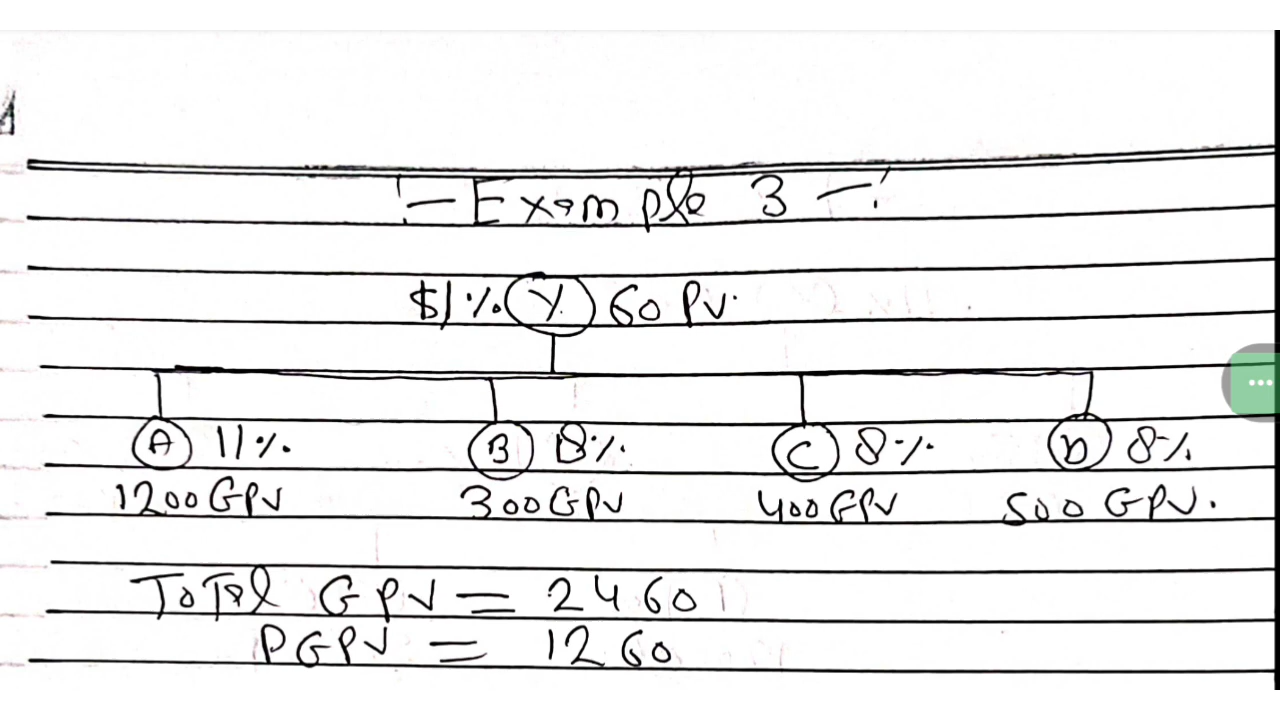 :- Example 3 -:
$1% Y 60 PV.
A 11% B 8% C 8% D 8%
1200 GPV 300 GPV 400 GPV 500 GPV.
Total GPV = 2460
PGPV = 1260